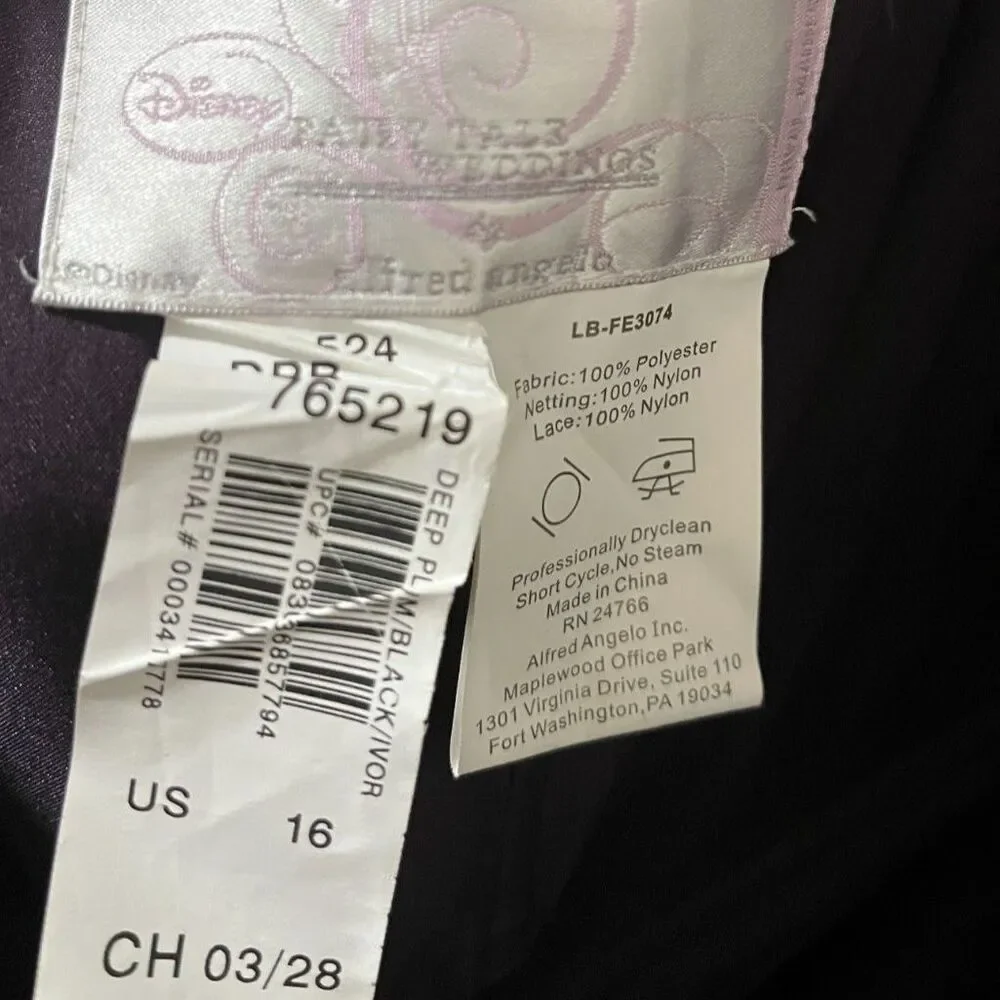 Disney
FAIRY TALE
WEDDINGS
by
alfred angelo
©Disney
524
765219
DEEP PL/M/BLACK/IVOR
UPC#
SERIAL# 000341778
US 16
CH 03/28
LB-FE3074
Fabric:100% Polyester
Netting:100% Nylon
Lace:100% Nylon
Professionally Dryclean
Short Cycle,No Steam
Made in China
RN 24766
Alfred Angelo Inc.
Maplewood Office Park
1301 Virginia Drive, Suite 110
Fort Washington,PA 19034